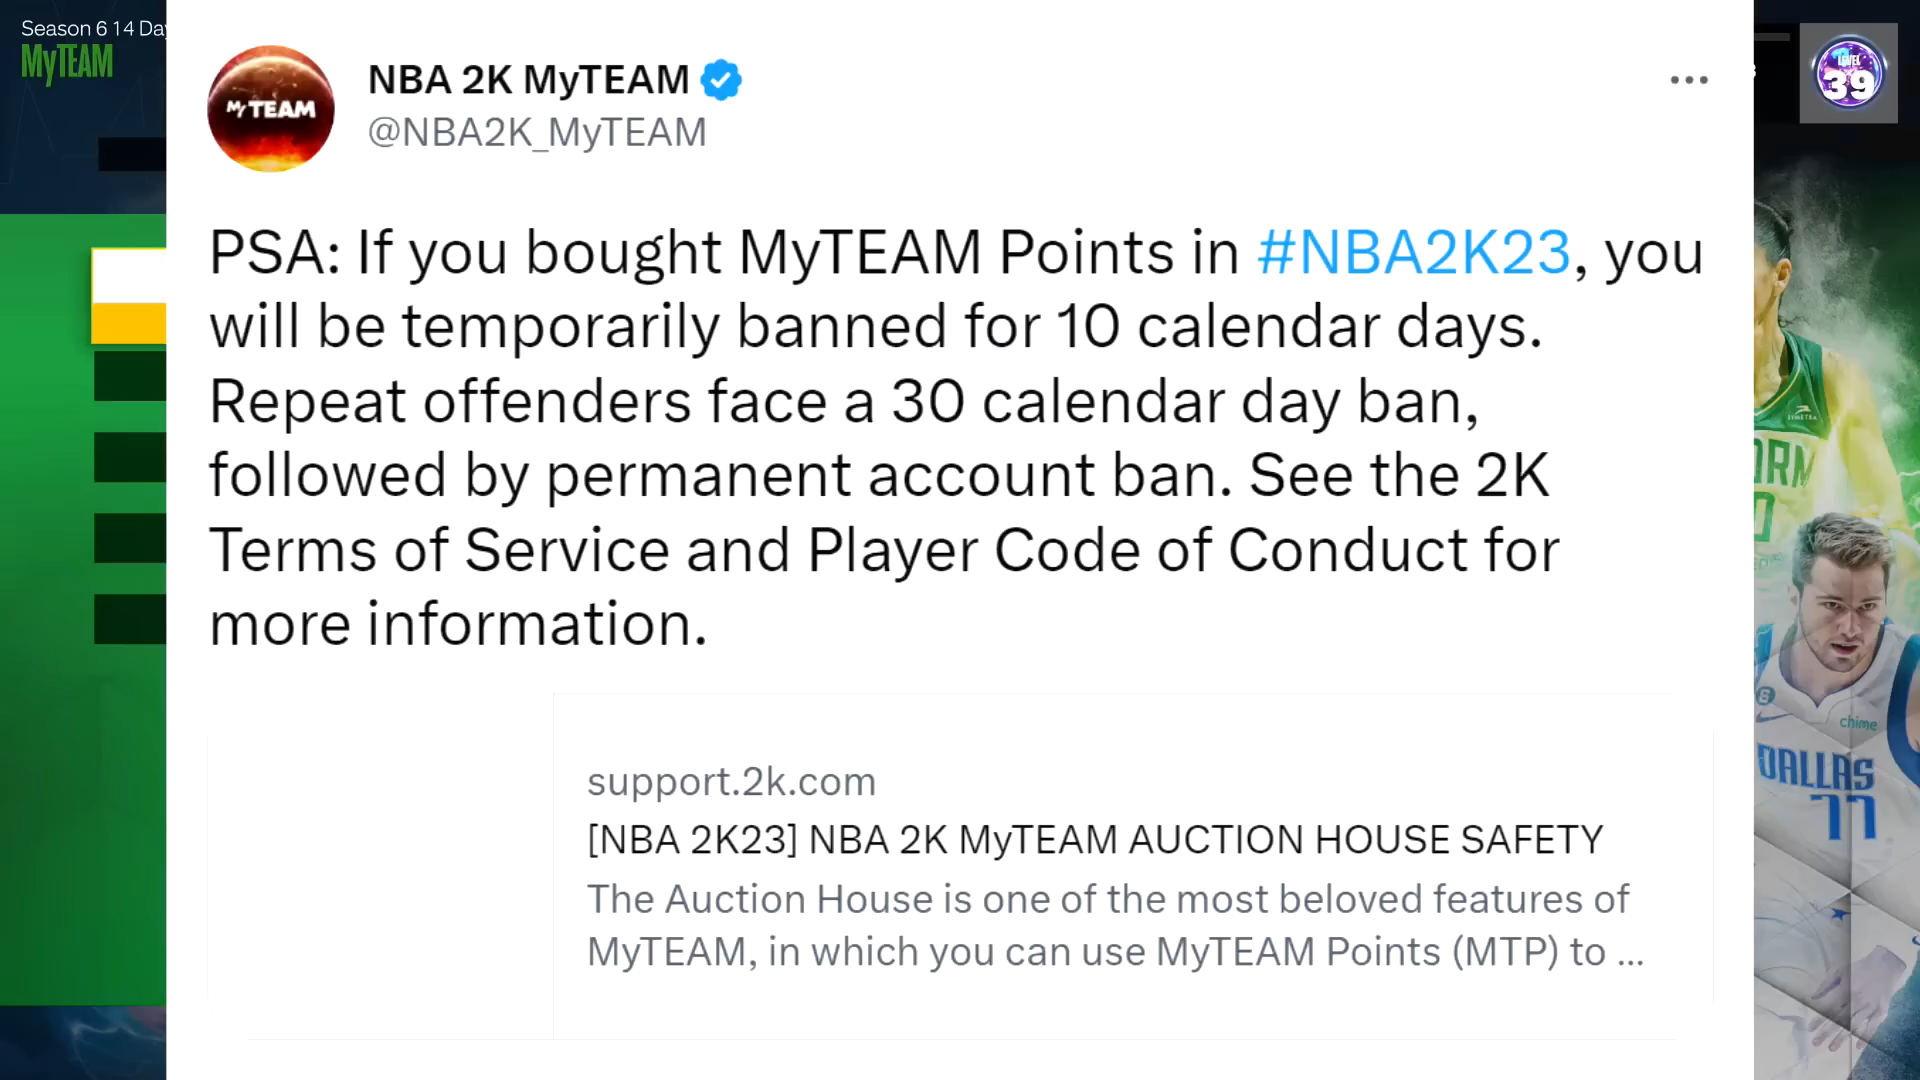 Season 6 14 Day
MyTEAM
LEVEL
39
MyTEAM
NBA 2K MyTEAM
@NBA2K_MyTEAM
PSA: If you bought MyTEAM Points in #NBA2K23, you
will be temporarily banned for 10 calendar days.
Repeat offenders face a 30 calendar day ban,
followed by permanent account ban. See the 2K
Terms of Service and Player Code of Conduct for
more information.
support.2k.com
[NBA 2K23] NBA 2K MyTEAM AUCTION HOUSE SAFETY
The Auction House is one of the most beloved features of
MyTEAM, in which you can use MyTEAM Points (MTP) to ...
chime
DALLAS
77